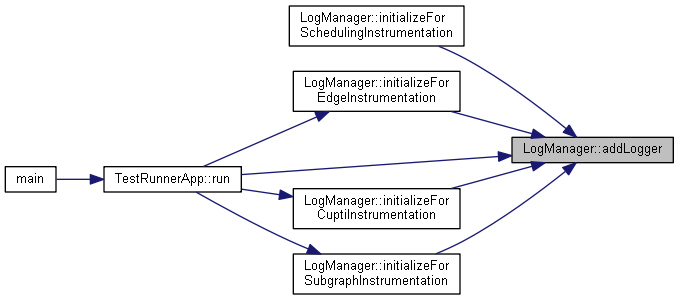 LogManager::initializeFor
SchedulingInstrumentation
LogManager::initializeFor
EdgeInstrumentation
LogManager::addLogger
main
TestRunnerApp::run
LogManager::initializeFor
CuptiInstrumentation
LogManager::initializeFor
SubgraphInstrumentation